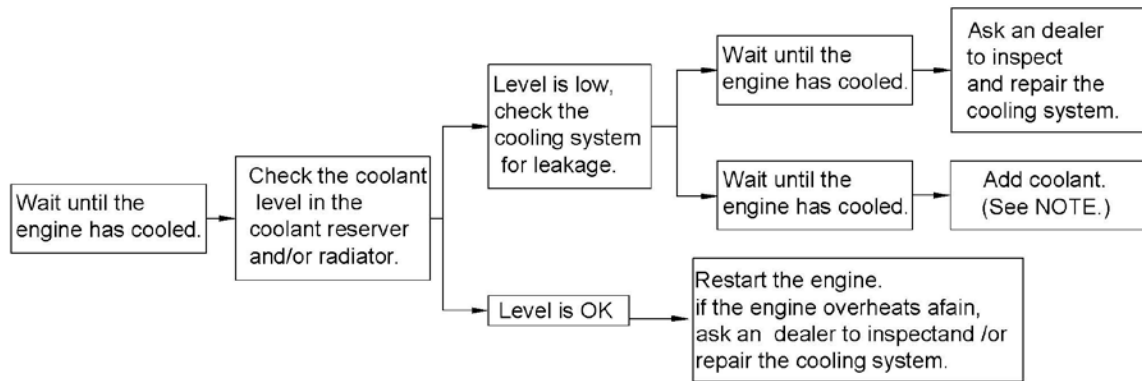 Wait until the
engine has cooled.
Check the coolant
level in the
coolant reserver
and/or radiator.
Level is low,
check the
cooling system
for leakage.
Wait until the
engine has cooled.
Ask an dealer
to inspect
and repair the
cooling system.
Wait until the
engine has cooled.
Add coolant.
(See NOTE.)
Level is OK
Restart the engine.
if the engine overheats afain,
ask an dealer to inspectand /or
repair the cooling system.